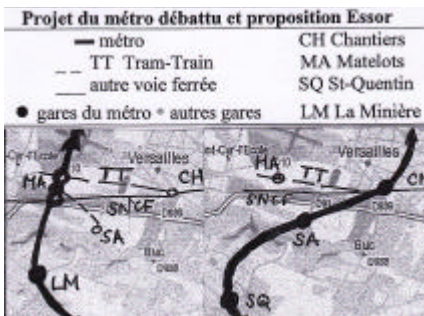 Projet du métro débattu et proposition Essor
métro CH Chantiers
TT Tram-Train MA Matelots
autre voie ferrée SQ St-Quentin
gares du métro autres gares LM La Minière
Versailles
TT
CH
MA
SNCF
SA
Buc
LM
Versailles
MA
TT
SNCF
SA
Buc
SQ